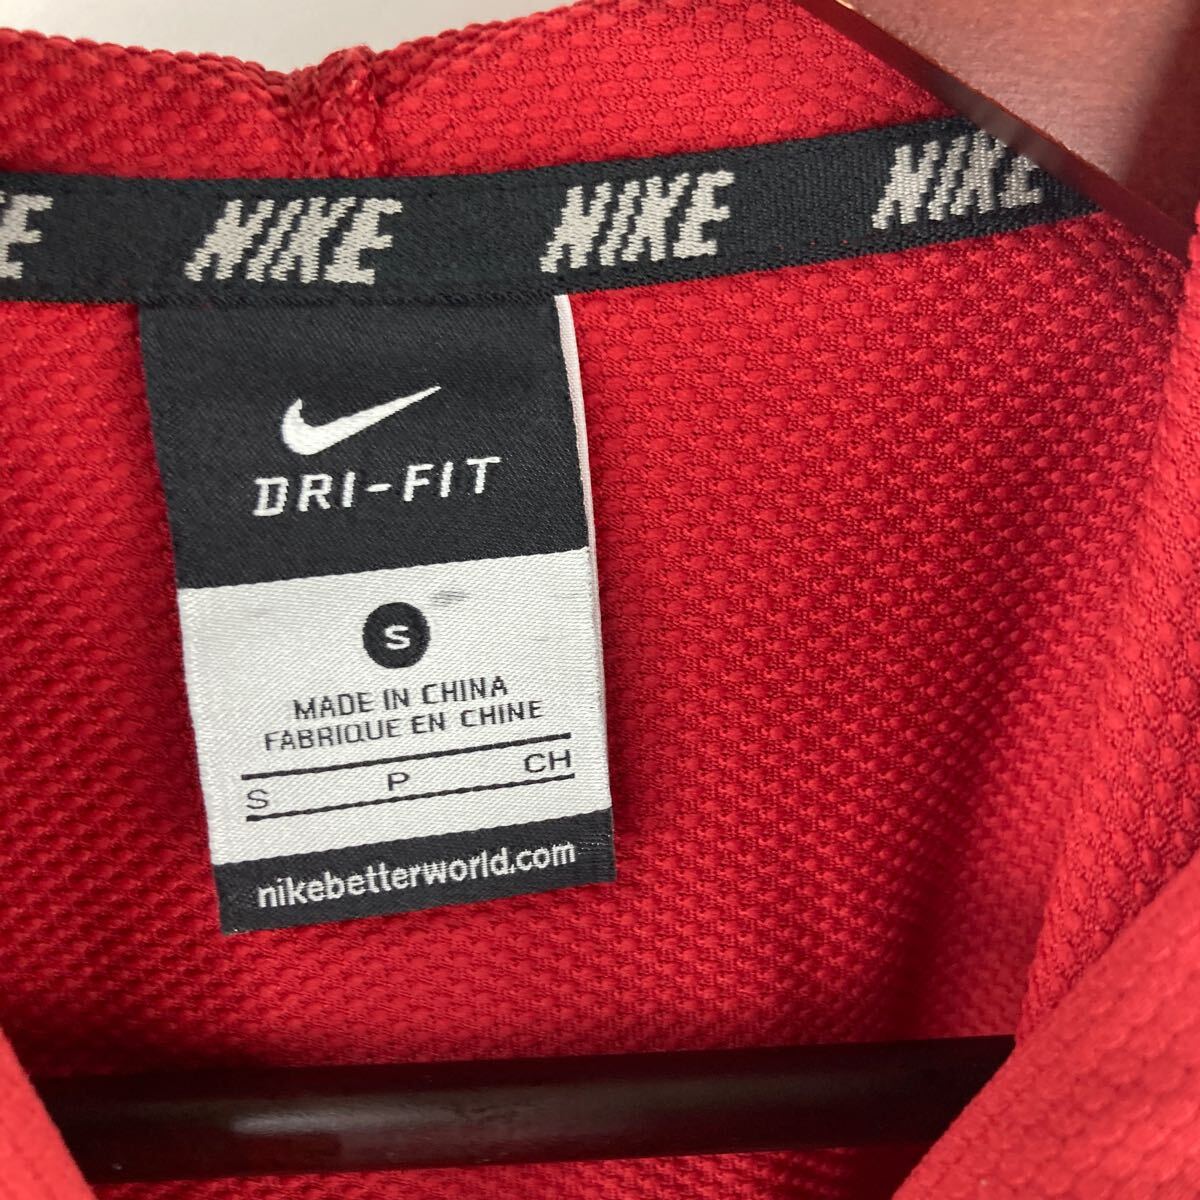 NIKE NIKE NIKE
DRI-FIT
S
MADE IN CHINA
FABRIQUE EN CHINE
S P CH
nikebetterworld.com